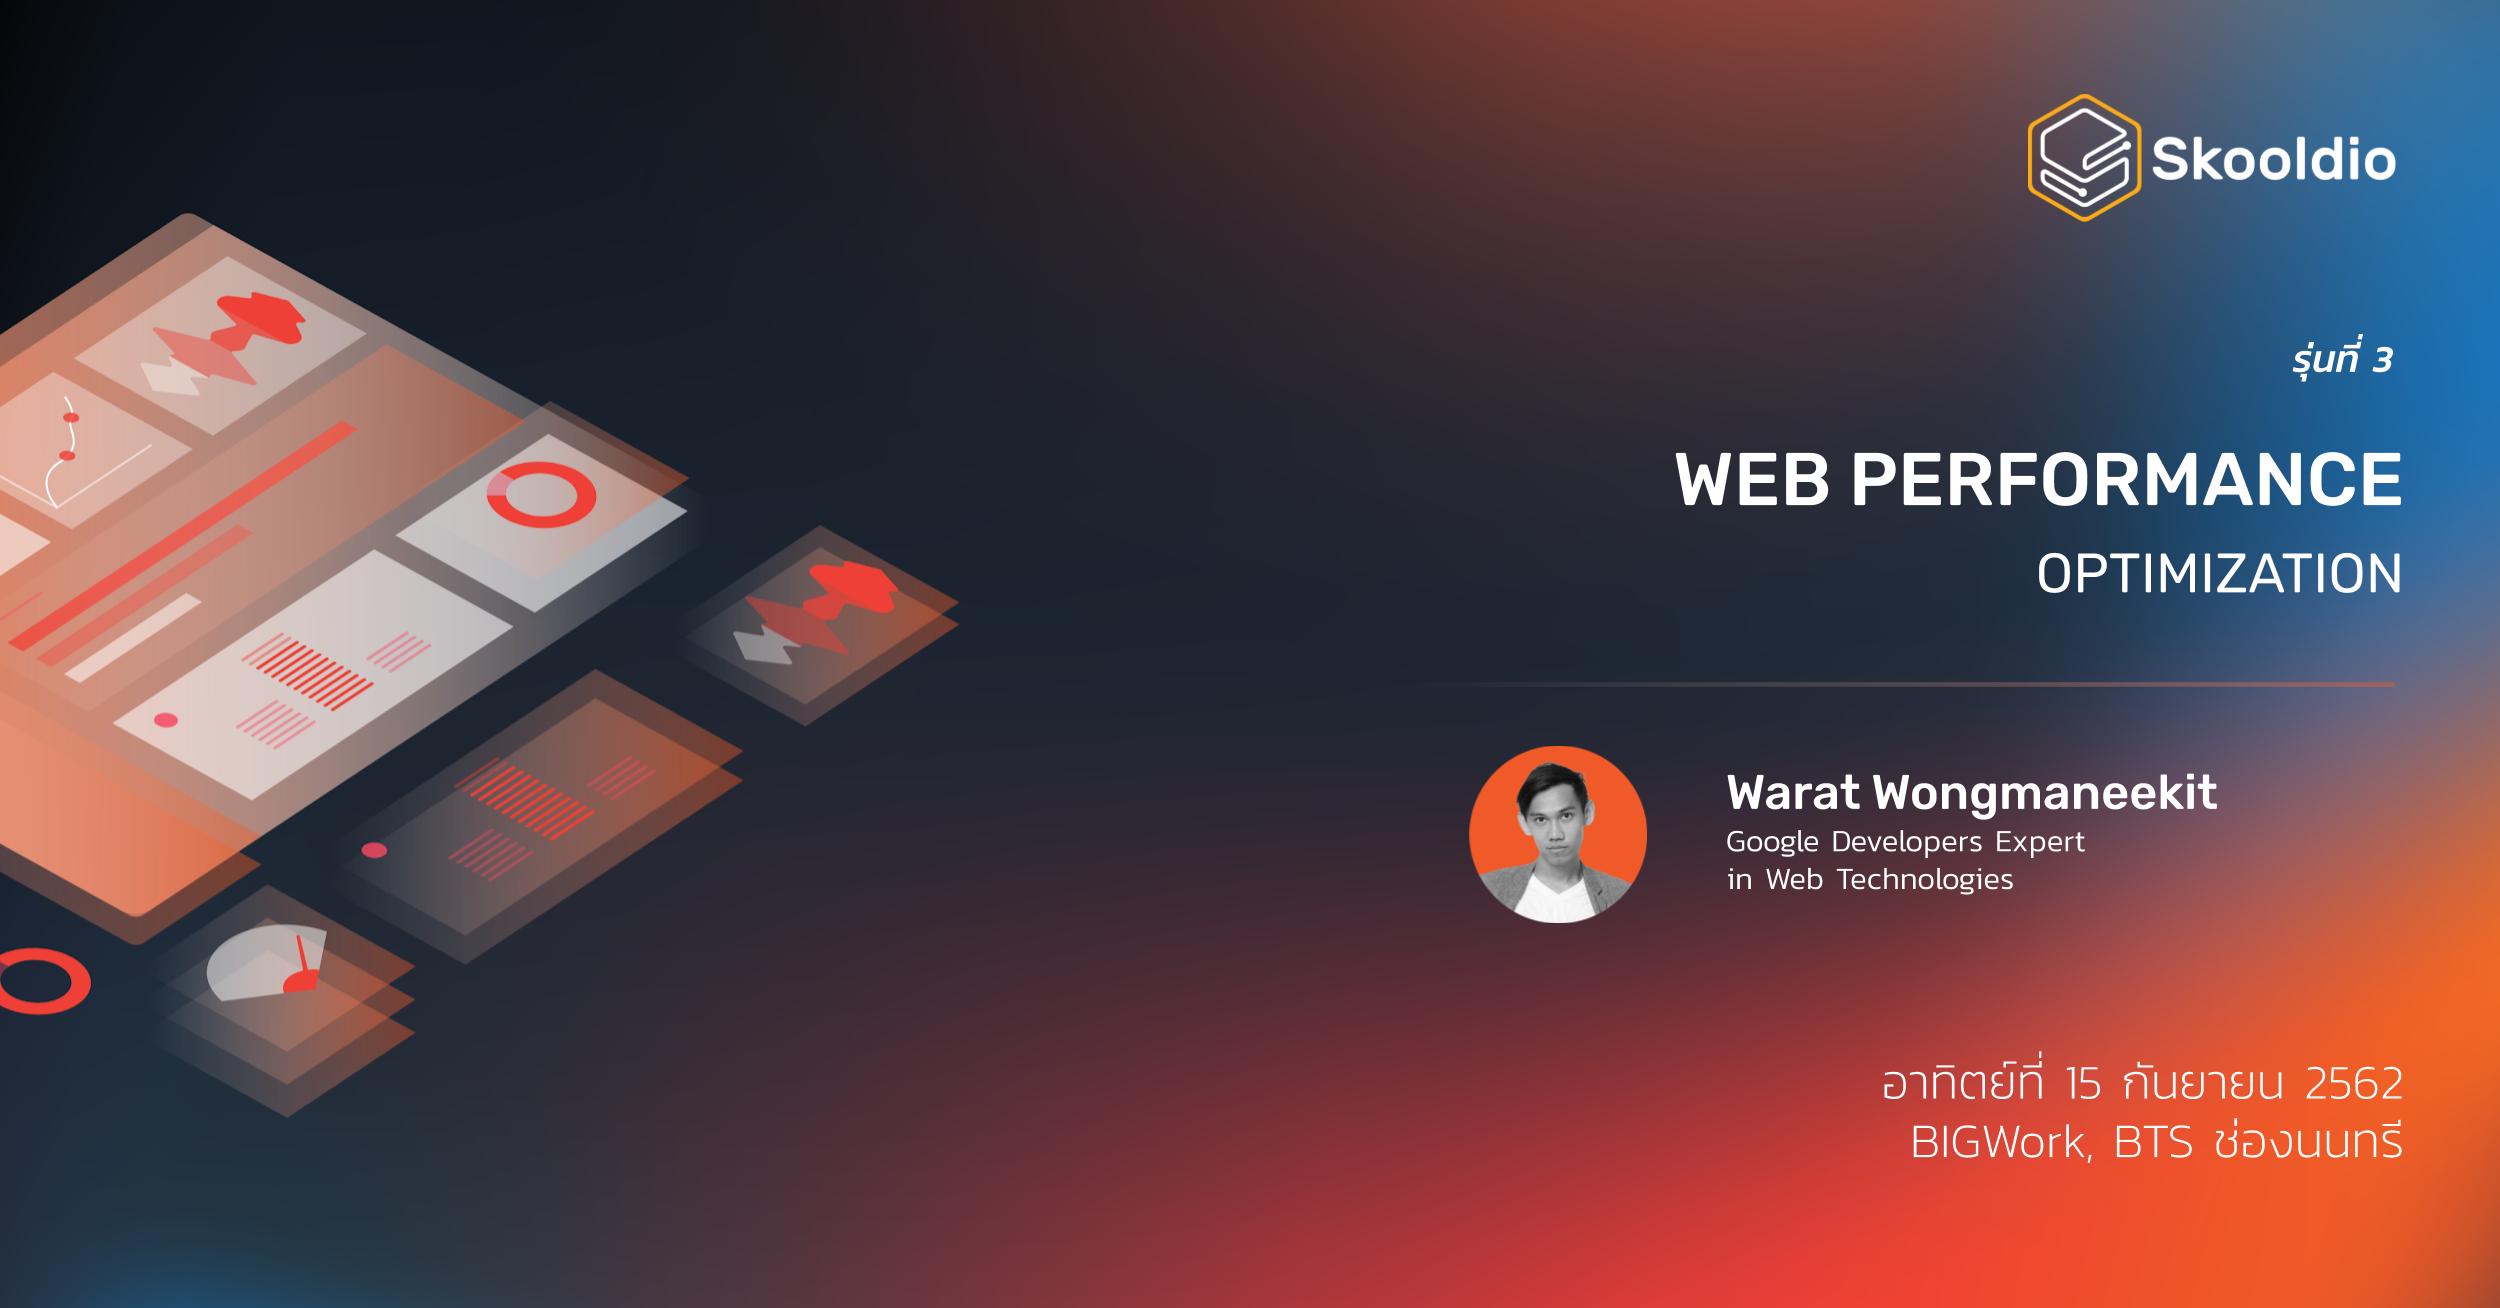 Skooldio
รุ่นที่ 3
WEB PERFORMANCE
OPTIMIZATION
Warat Wongmaneekit
Google Developers Expert
in Web Technologies
อาทิตย์ที่ 15 กันยายน 2562
BIGWork, BTS ช่องนนทรี